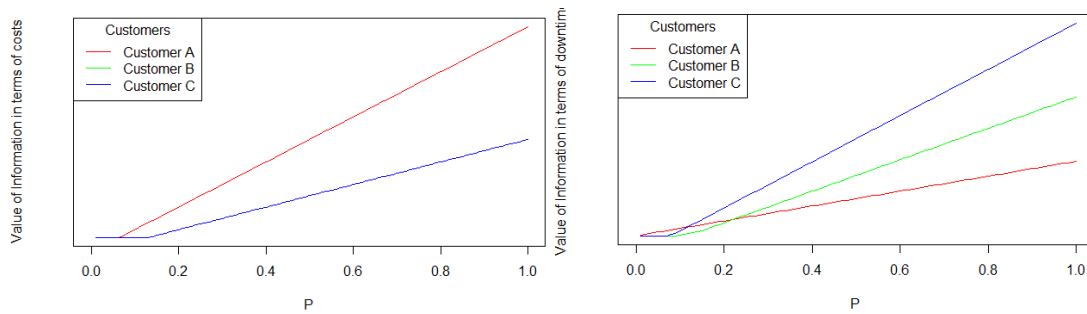 Value of Information in terms of costs
Customers
Customer A
Customer B
Customer C
0.0 0.2 0.4 0.6 0.8 1.0
P
Value of Information in terms of downtime
Customers
Customer A
Customer B
Customer C
0.0 0.2 0.4 0.6 0.8 1.0
P